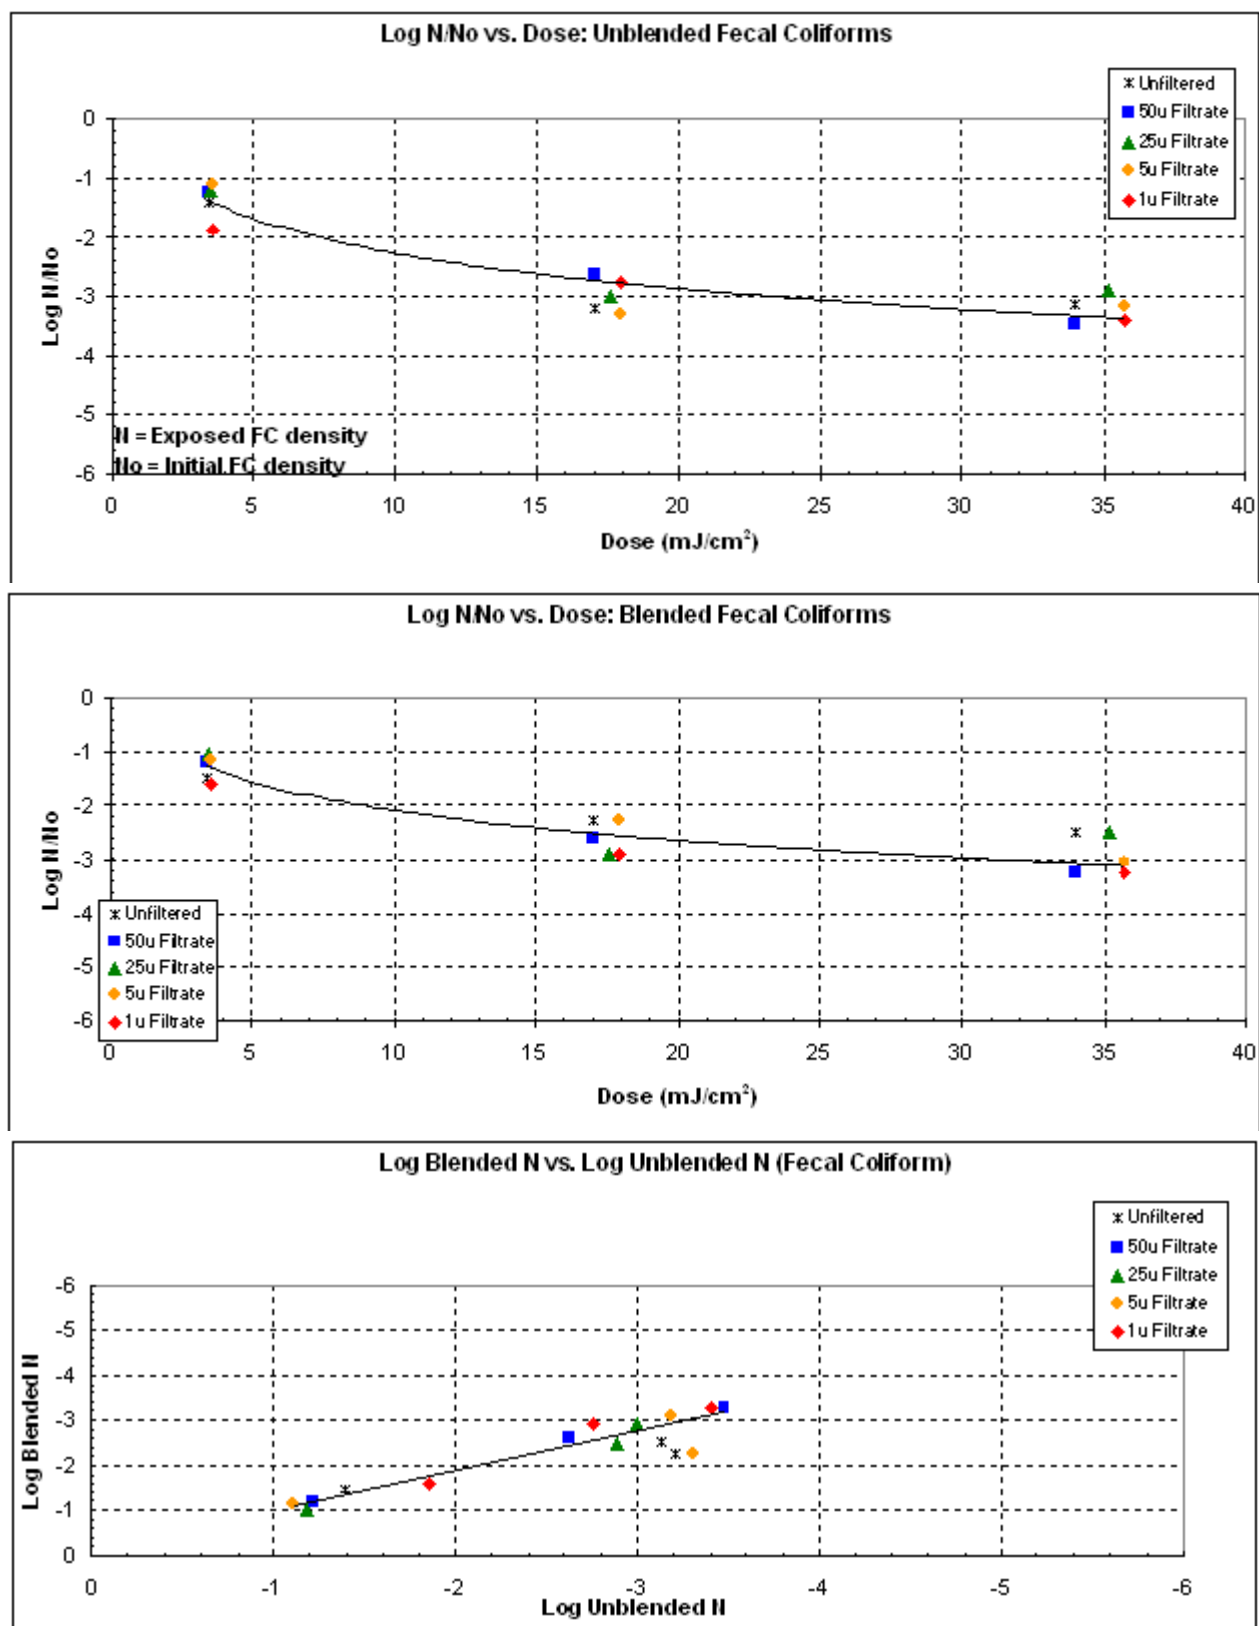 Log N/No vs. Dose: Unblended Fecal Coliforms
Unfiltered
50u Filtrate
25u Filtrate
5u Filtrate
1u Filtrate
0
-1
-2
-3
-4
-5
-6
Log N/No
N = Exposed FC density
No = Initial FC density
0 5 10 15 20 25 30 35 40
Dose (mJ/cm²)
Log N/No vs. Dose: Blended Fecal Coliforms
0
-1
-2
-3
-4
-5
-6
Log N/No
Unfiltered
50u Filtrate
25u Filtrate
5u Filtrate
1u Filtrate
0 5 10 15 20 25 30 35 40
Dose (mJ/cm²)
Log Blended N vs. Log Unblended N (Fecal Coliform)
Unfiltered
50u Filtrate
25u Filtrate
5u Filtrate
1u Filtrate
-6
-5
-4
-3
-2
-1
0
Log Blended N
0 -1 -2 -3 -4 -5 -6
Log Unblended N